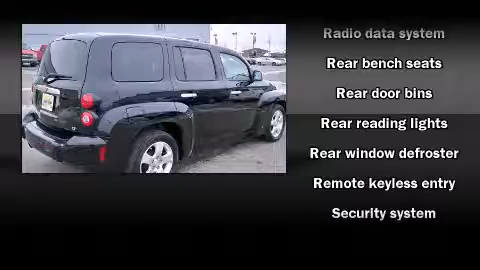 Radio data system
Rear bench seats
Rear door bins
Rear reading lights
Rear window defroster
Remote keyless entry
Security system